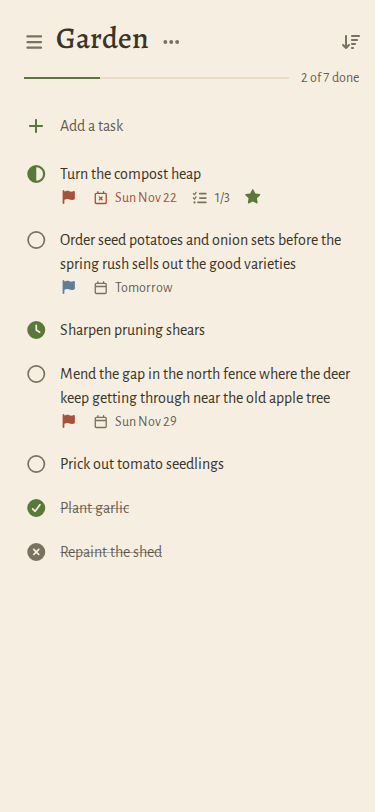 Garden
2 of 7 done
Add a task
Turn the compost heap
Sun Nov 22 1/3
Order seed potatoes and onion sets before the
spring rush sells out the good varieties
Tomorrow
Sharpen pruning shears
Mend the gap in the north fence where the deer
keep getting through near the old apple tree
Sun Nov 29
Prick out tomato seedlings
Plant garlic
Repaint the shed